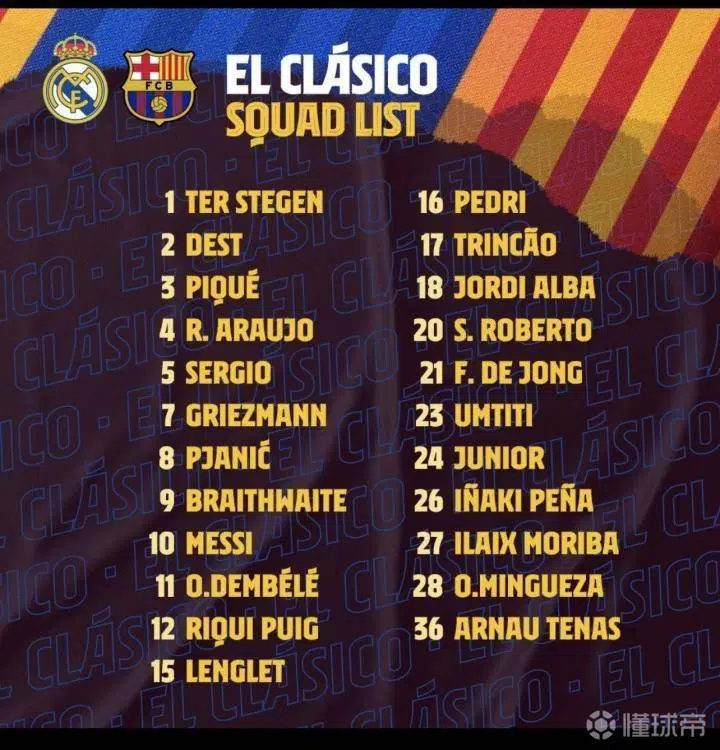 FCB
EL CLÁSICO
SQUAD LIST
1 TER STEGEN
2 DEST
3 PIQUÉ
4 R. ARAUJO
5 SERGIO
7 GRIEZMANN
8 PJANIĆ
9 BRAITHWAITE
10 MESSI
11 O.DEMBÉLÉ
12 RIQUI PUIG
15 LENGLET
16 PEDRI
17 TRINCÃO
18 JORDI ALBA
20 S. ROBERTO
21 F. DE JONG
23 UMTITI
24 JUNIOR
26 IÑAKI PEÑA
27 ILAIX MORIBA
28 O.MINGUEZA
36 ARNAU TENAS
EL CLÁSICO · EL CLÁSICO
懂球帝